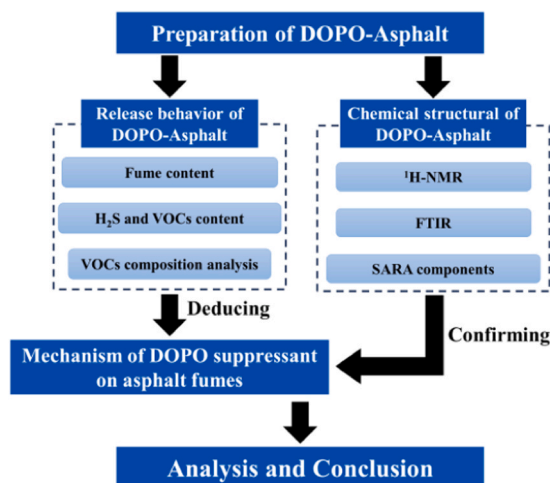 Preparation of DOPO-Asphalt
Release behavior of
DOPO-Asphalt
Fume content
H₂S and VOCs content
VOCs composition analysis
Chemical structural of
DOPO-Asphalt
¹H-NMR
FTIR
SARA components
Deducing
Confirming
Mechanism of DOPO suppressant
on asphalt fumes
Analysis and Conclusion